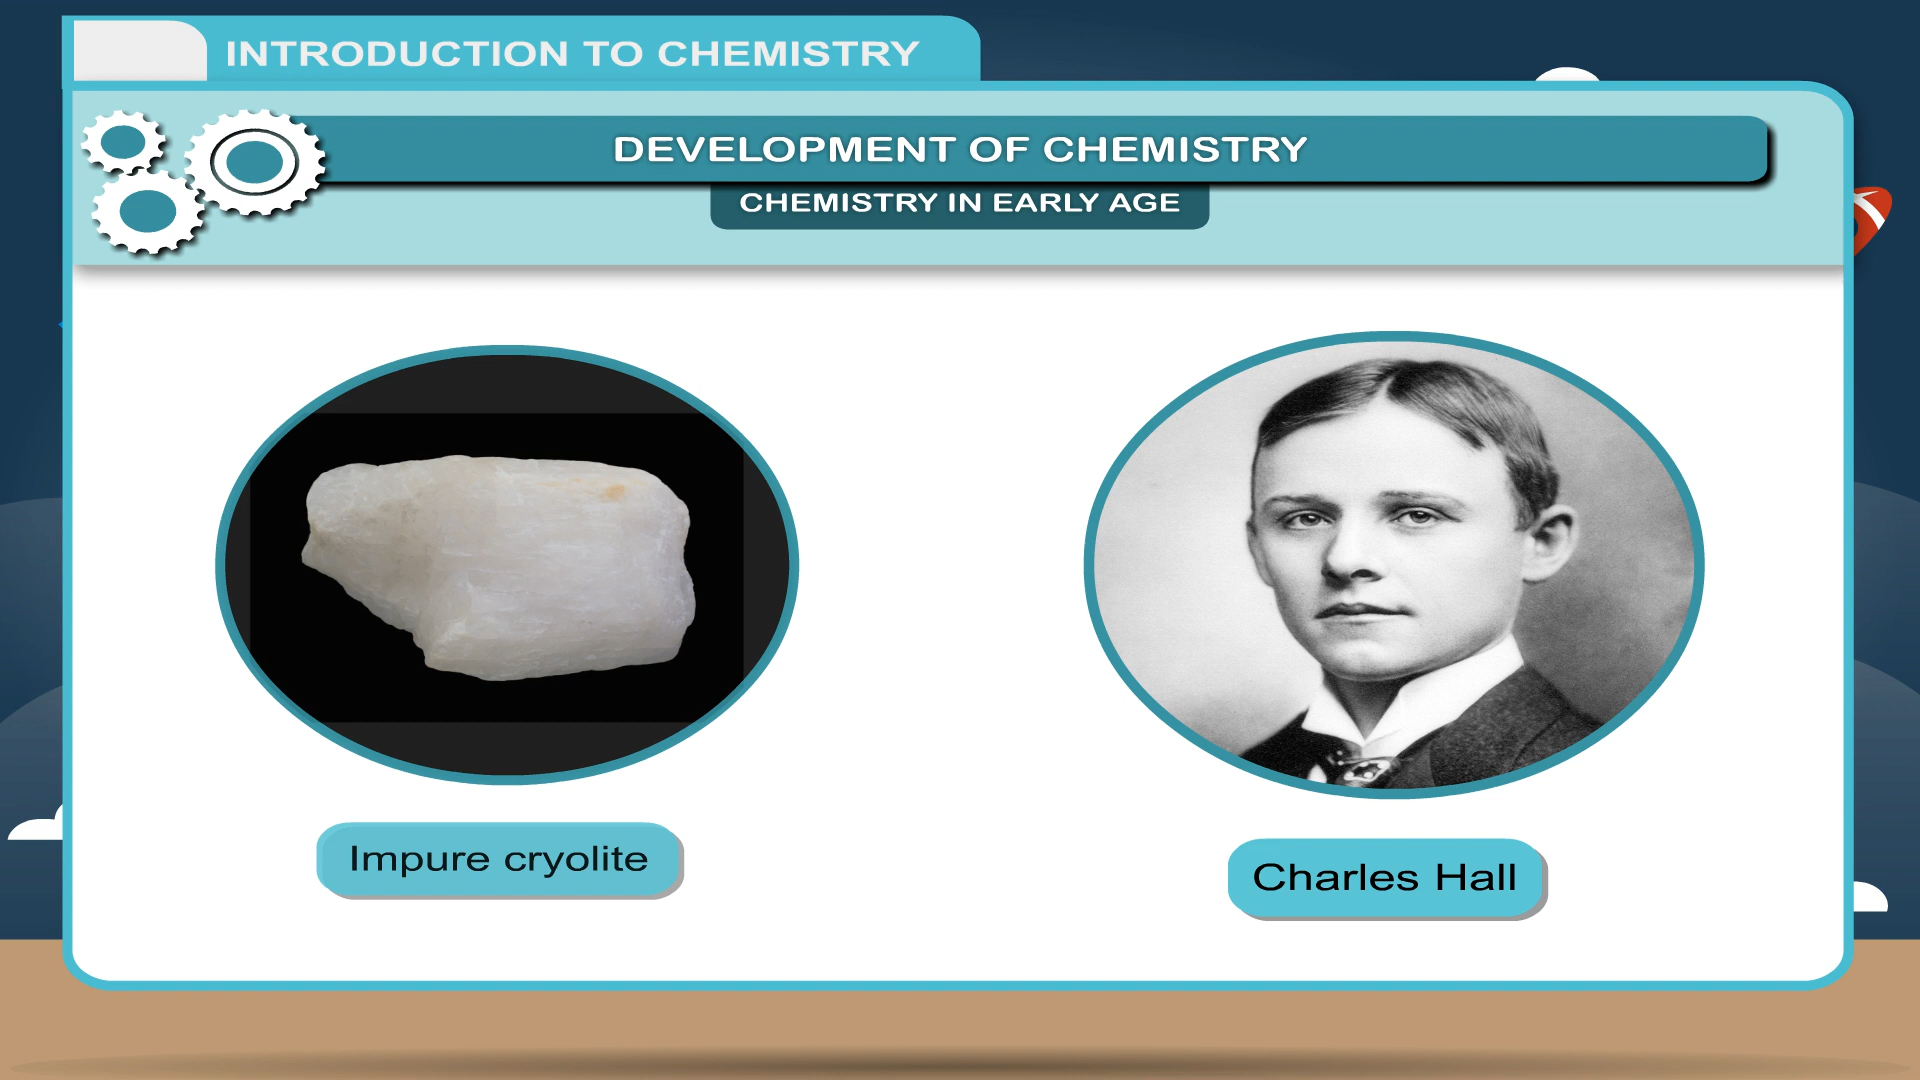 INTRODUCTION TO CHEMISTRY
DEVELOPMENT OF CHEMISTRY
CHEMISTRY IN EARLY AGE
Impure cryolite
Charles Hall